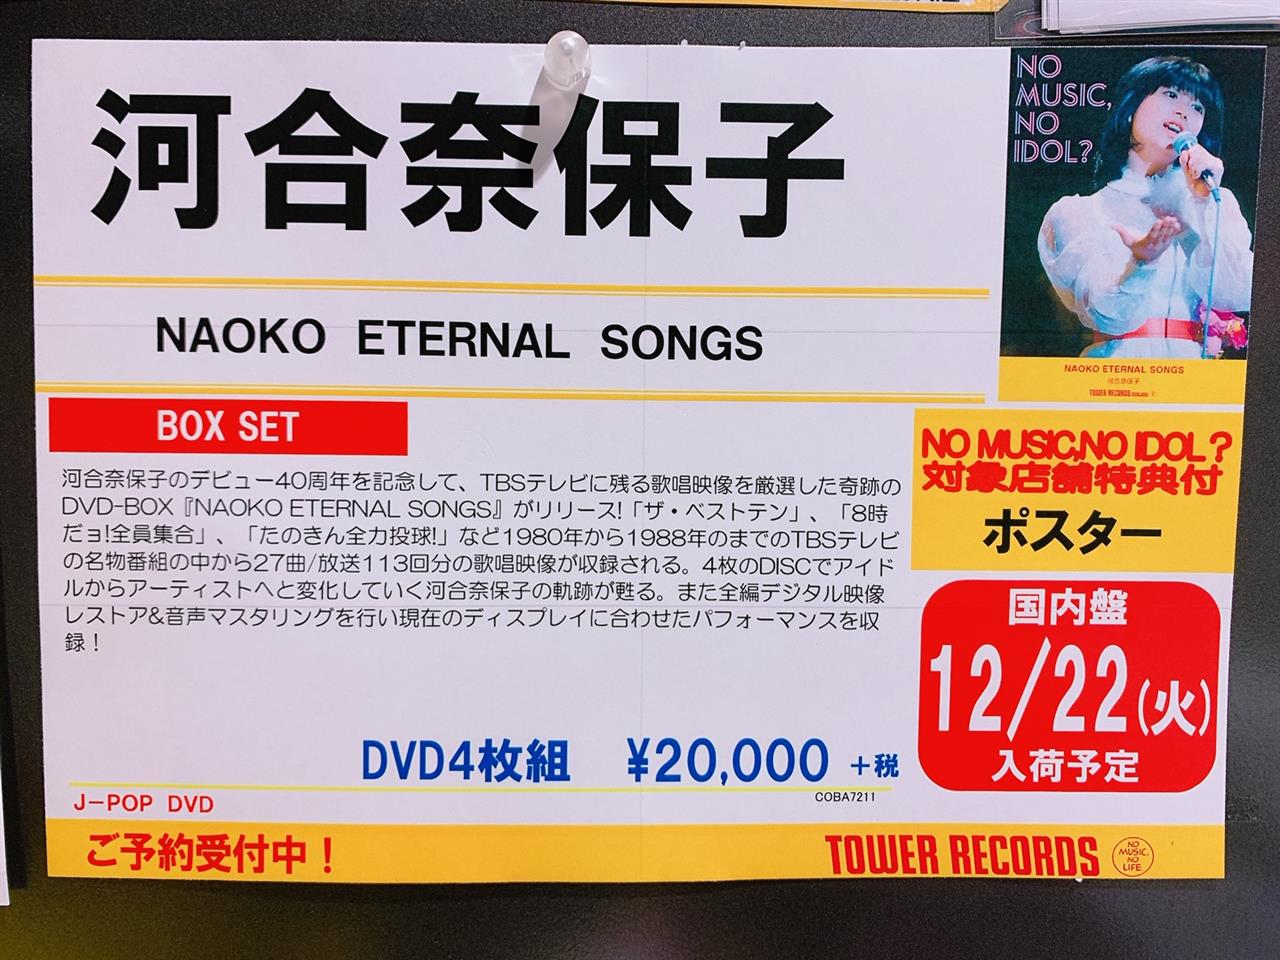 河合奈保子
NAOKO ETERNAL SONGS
BOX SET
河合奈保子のデビュー40周年を記念して、TBSテレビに残る歌唱映像を厳選した奇跡の
DVD-BOX『NAOKO ETERNAL SONGS』がリリース!「ザ・ベストテン」、「8時
だョ!全員集合」、「たのきん全力投球!」など1980年から1988年のまでのTBSテレビ
の名物番組の中から27曲/放送113回分の歌唱映像が収録される。4枚のDISCでアイド
ルからアーティストへと変化していく河合奈保子の軌跡が甦る。また全編デジタル映像
レストア&音声マスタリングを行い現在のディスプレイに合わせたパフォーマンスを収
録！
DVD4枚組 ¥20,000 +税
COBA7211
J-POP DVD
ご予約受付中！
NO
MUSIC,
NO
IDOL?
NAOKO ETERNAL SONGS
河合奈保子
TOWER RECORDS
NO MUSIC,NO IDOL?
対象店舗特典付
ポスター
国内盤
12/22(火)
入荷予定
TOWER RECORDS
NO
MUSIC,
NO
LIFE.